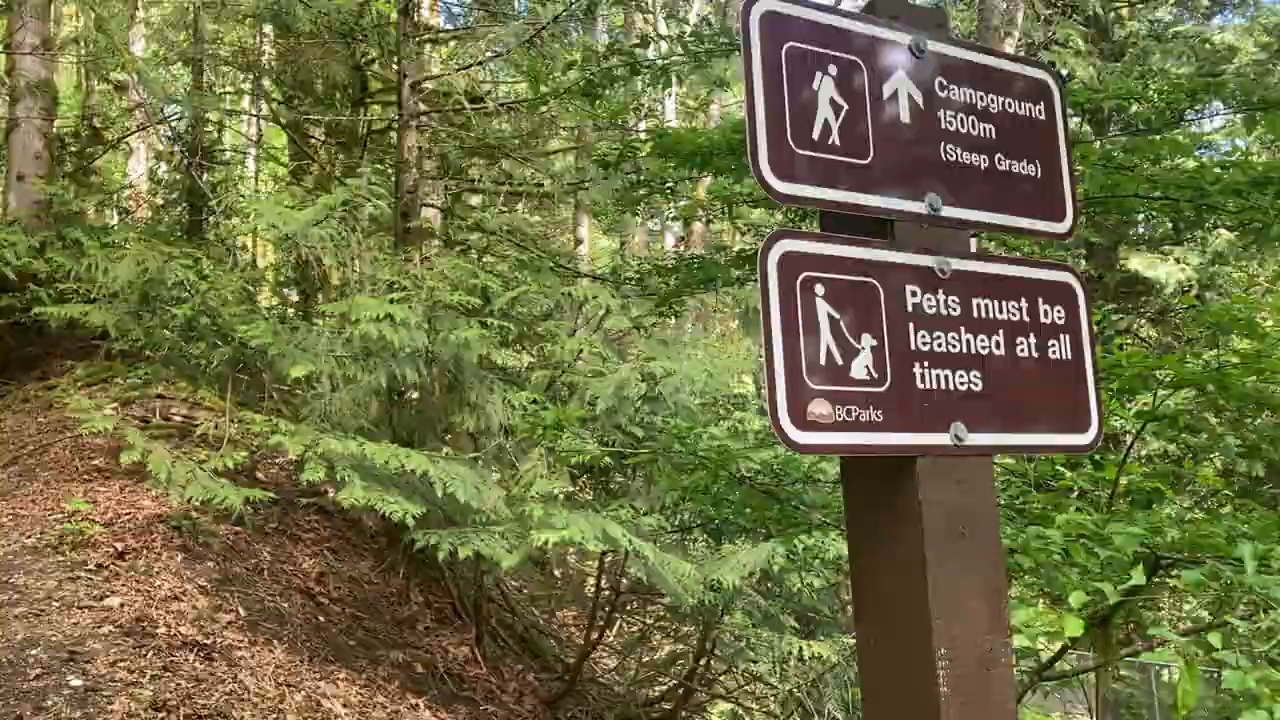 Campground
1500m
(Steep Grade)
Pets must be
leashed at all
times
BCParks